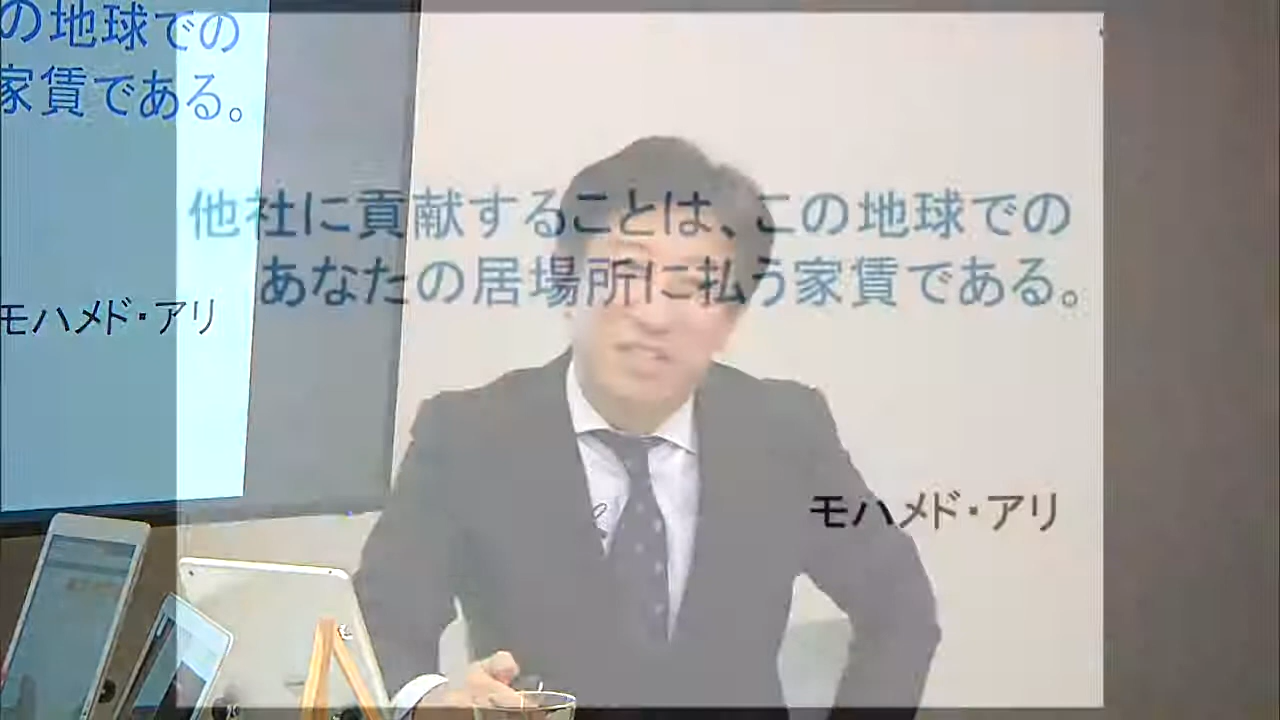 の地球での
家賃である。
モハメド・アリ
他社に貢献することは、この地球での
あなたの居場所に払う家賃である。
モハメド・アリ